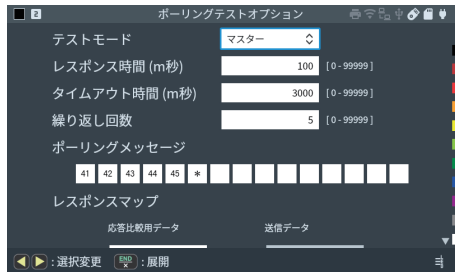 2 ポーリングテストオプション
テストモード マスター
レスポンス時間 (m秒) 100 [ 0 - 99999 ]
タイムアウト時間 (m秒) 3000 [ 0 - 99999 ]
繰り返し回数 5 [ 0 - 99999 ]
ポーリングメッセージ
41 42 43 44 45 *
レスポンスマップ
応答比較用データ 送信データ
:選択変更 END × :展開